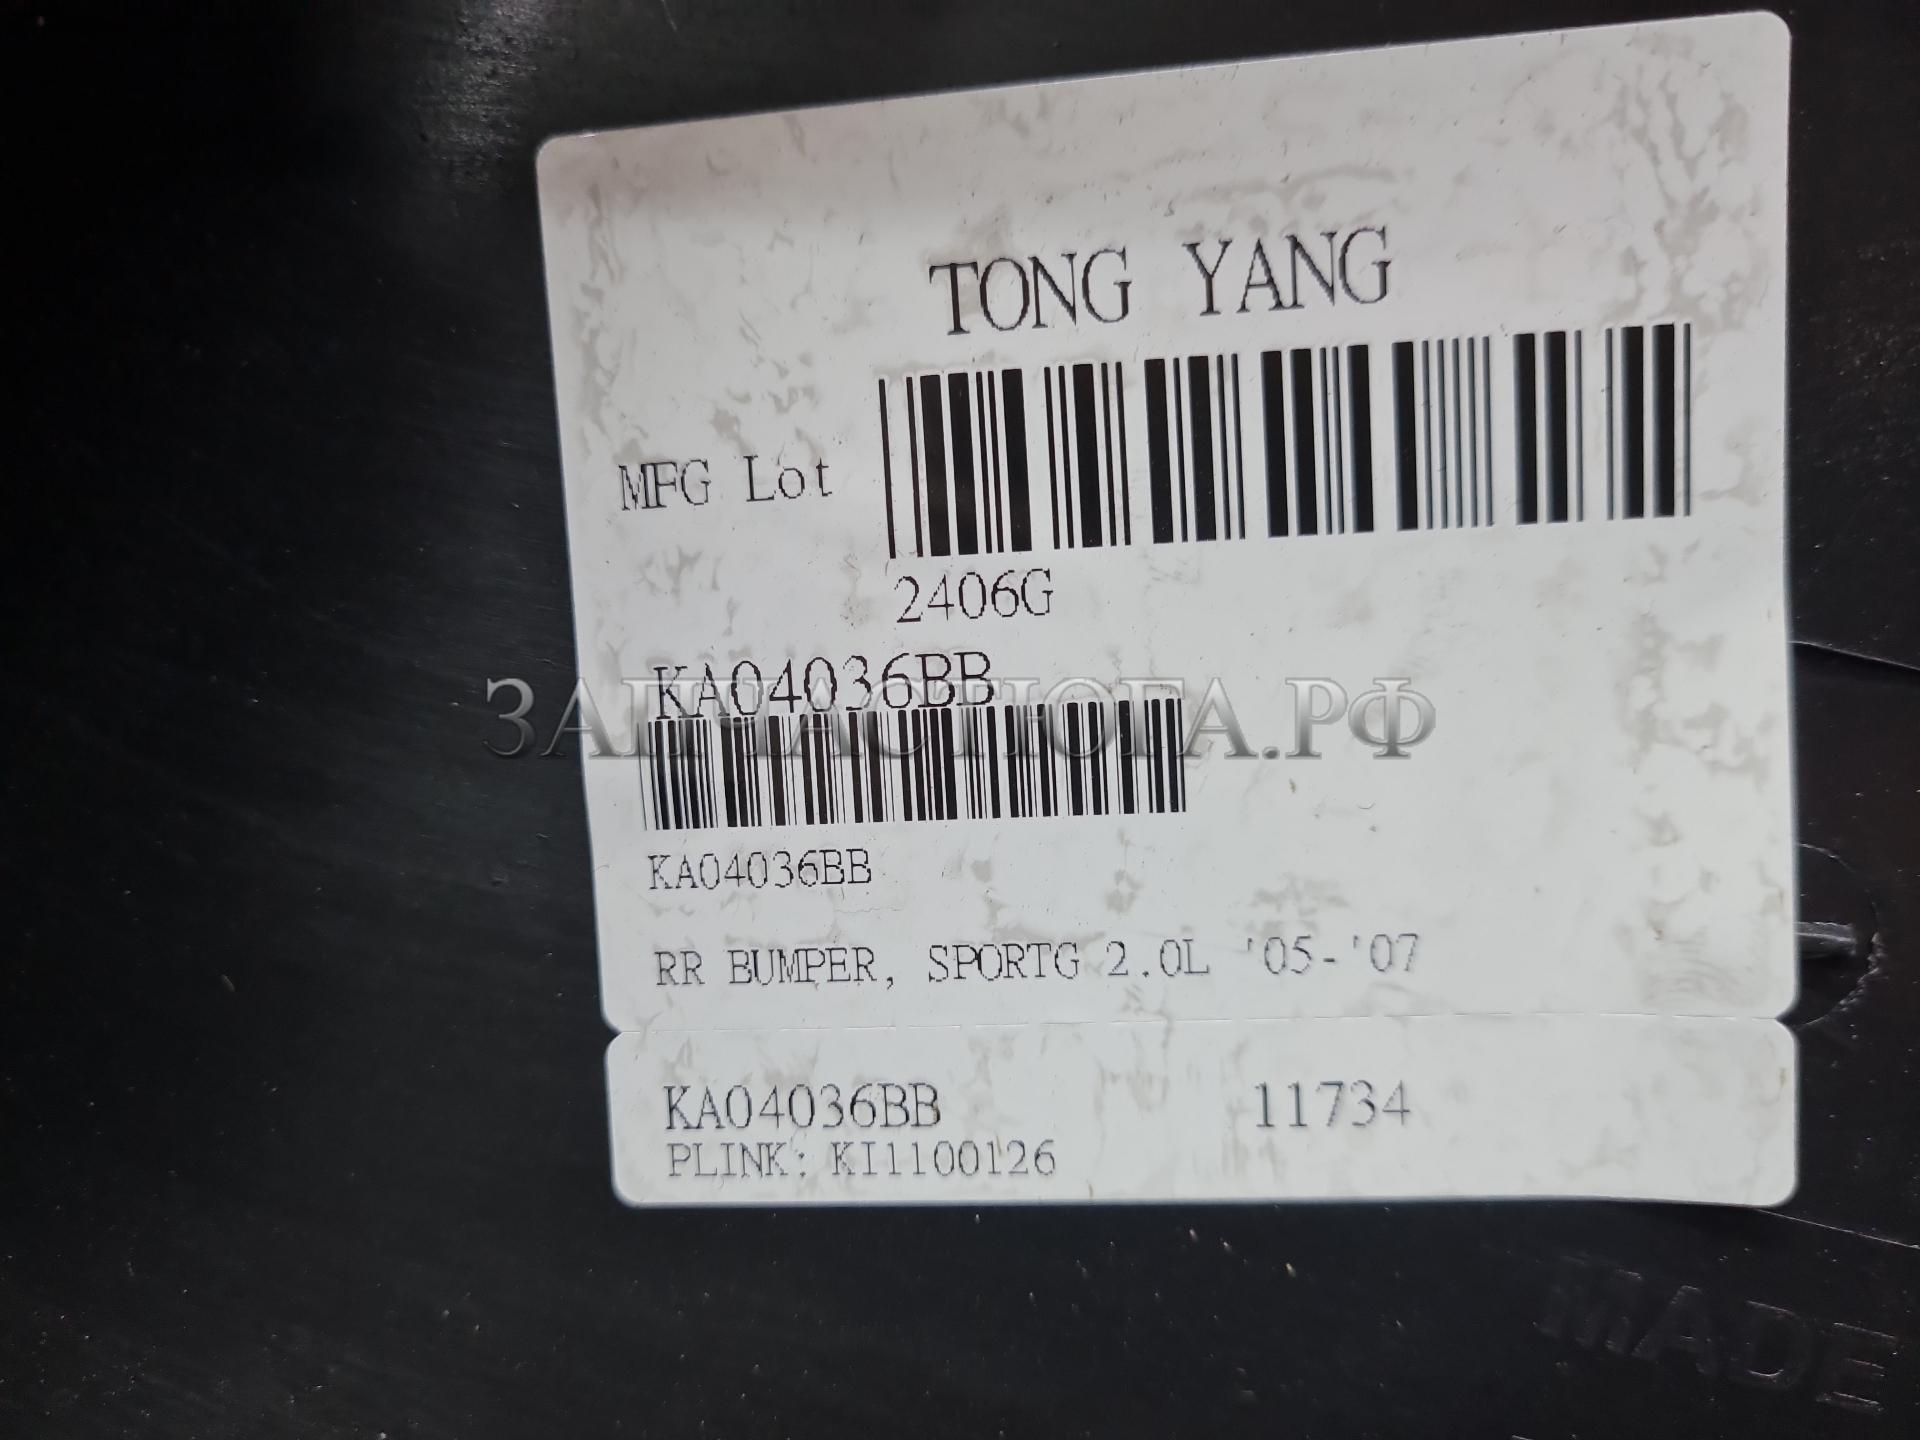 TONG YANG
MFG Lot
2406G
KA04036BB
ЗАПЧАСТЮГА.РФ
KA04036BB
RR BUMPER, SPORTG 2.0L '05-'07
KA04036BB 11734
PLINK: KI1100126
MADE